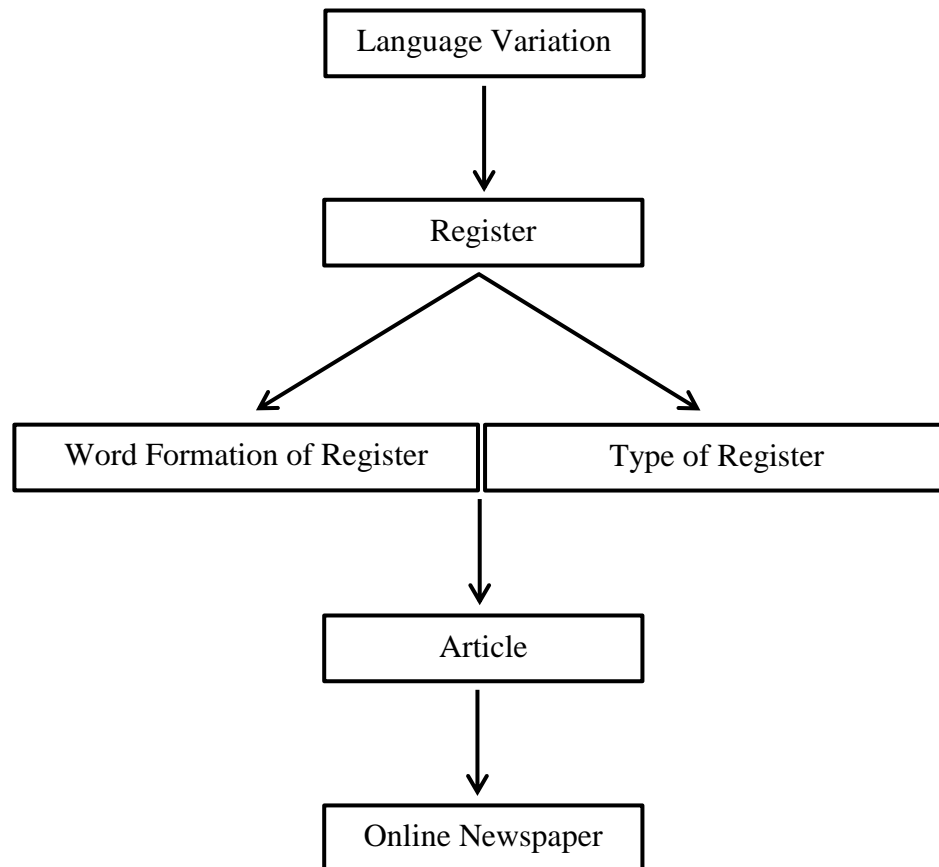 Language Variation
Register
Word Formation of Register
Type of Register
Article
Online Newspaper